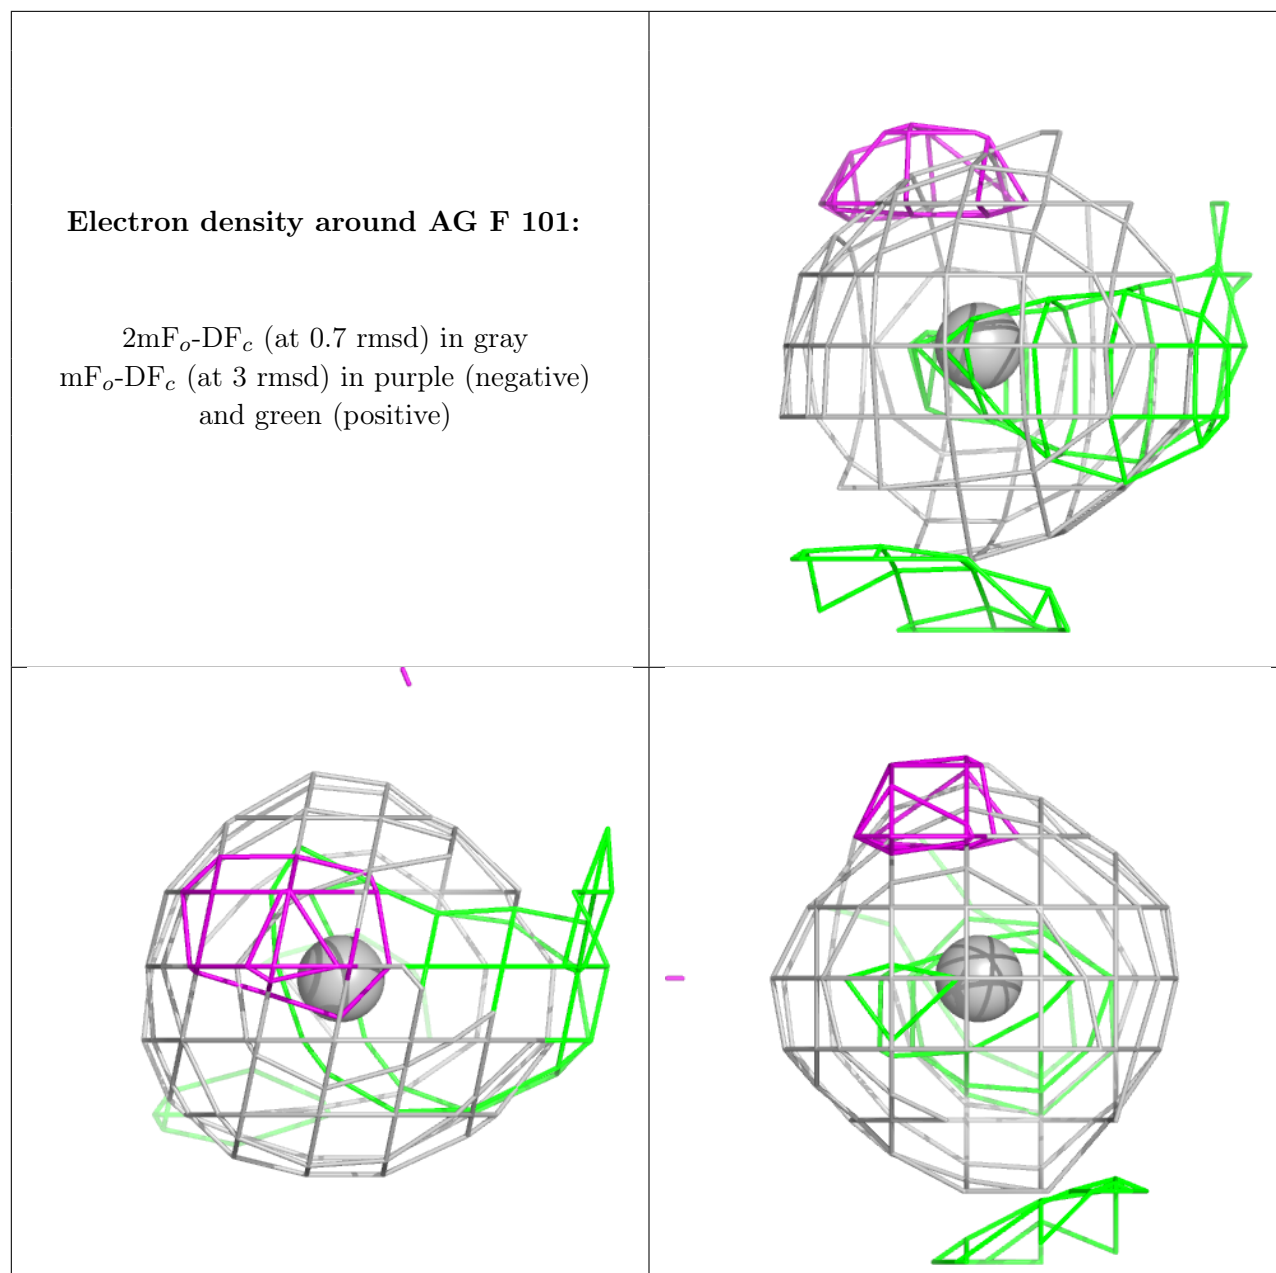 Electron density around AG F 101:
2mFo-DFc (at 0.7 rmsd) in gray
mFo-DFc (at 3 rmsd) in purple (negative)
and green (positive)